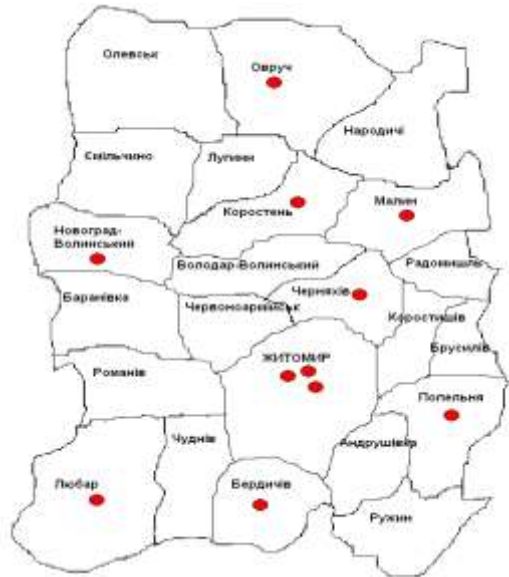 Олевськ
Овруч
Народичі
Ємільчино
Лугини
Коростень
Малин
Новоград-
Волинський
Володар-Волинський
Радомишль
Черняхів
Баранівка
Червоноармійськ
Коростишів
Брусилів
ЖИТОМИР
Романів
Попельня
Чуднів
Андрушівка
Любар
Бердичів
Ружин